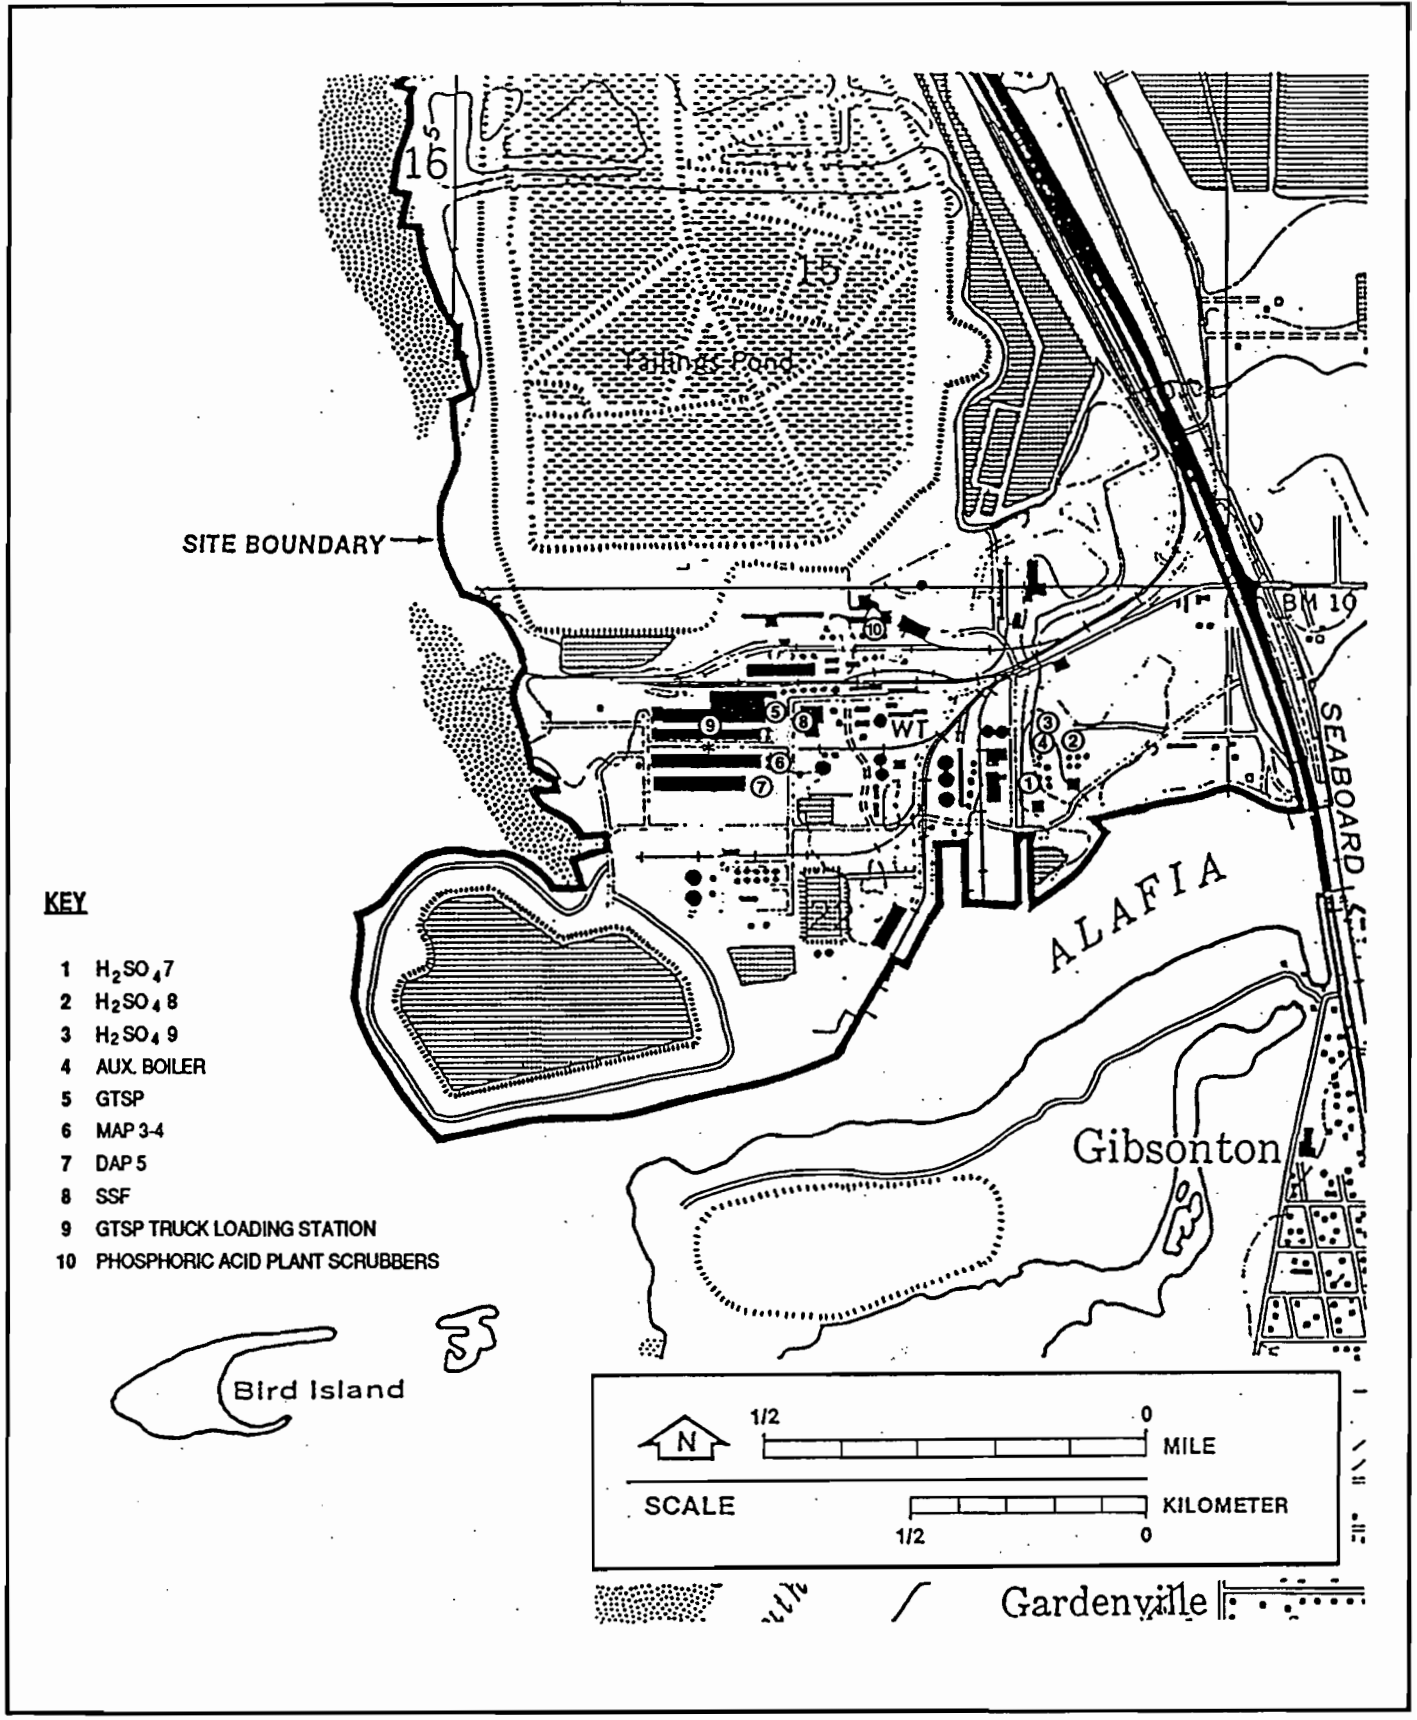 5
16
15
Tailings Pond
SITE BOUNDARY
BM 10
10
5
8
9
WT
3
4
2
6
7
1
SEABOARD
ALAFIA
KEY
1 H₂SO₄ 7
2 H₂SO₄ 8
3 H₂SO₄ 9
4 AUX. BOILER
5 GTSP
6 MAP 3-4
7 DAP 5
8 SSF
9 GTSP TRUCK LOADING STATION
10 PHOSPHORIC ACID PLANT SCRUBBERS
Gibsonton
Bird Island
1/2 0
N MILE
SCALE KILOMETER
1/2 0
Gardenville